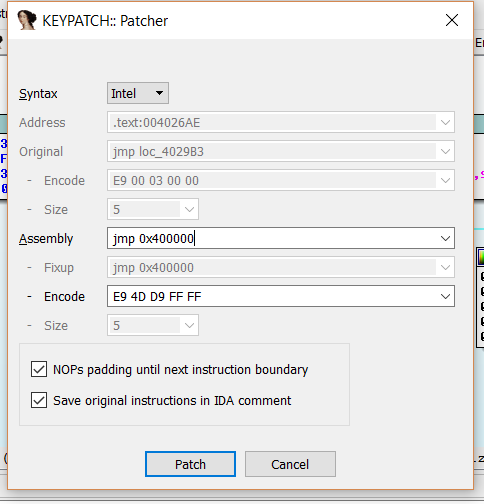 KEYPATCH:: Patcher
Syntax Intel
Address .text:004026AE
Original jmp loc_4029B3
- Encode E9 00 03 00 00
- Size 5
Assembly jmp 0x400000
- Fixup jmp 0x400000
- Encode E9 4D D9 FF FF
- Size 5
NOPs padding until next instruction boundary
Save original instructions in IDA comment
Patch Cancel